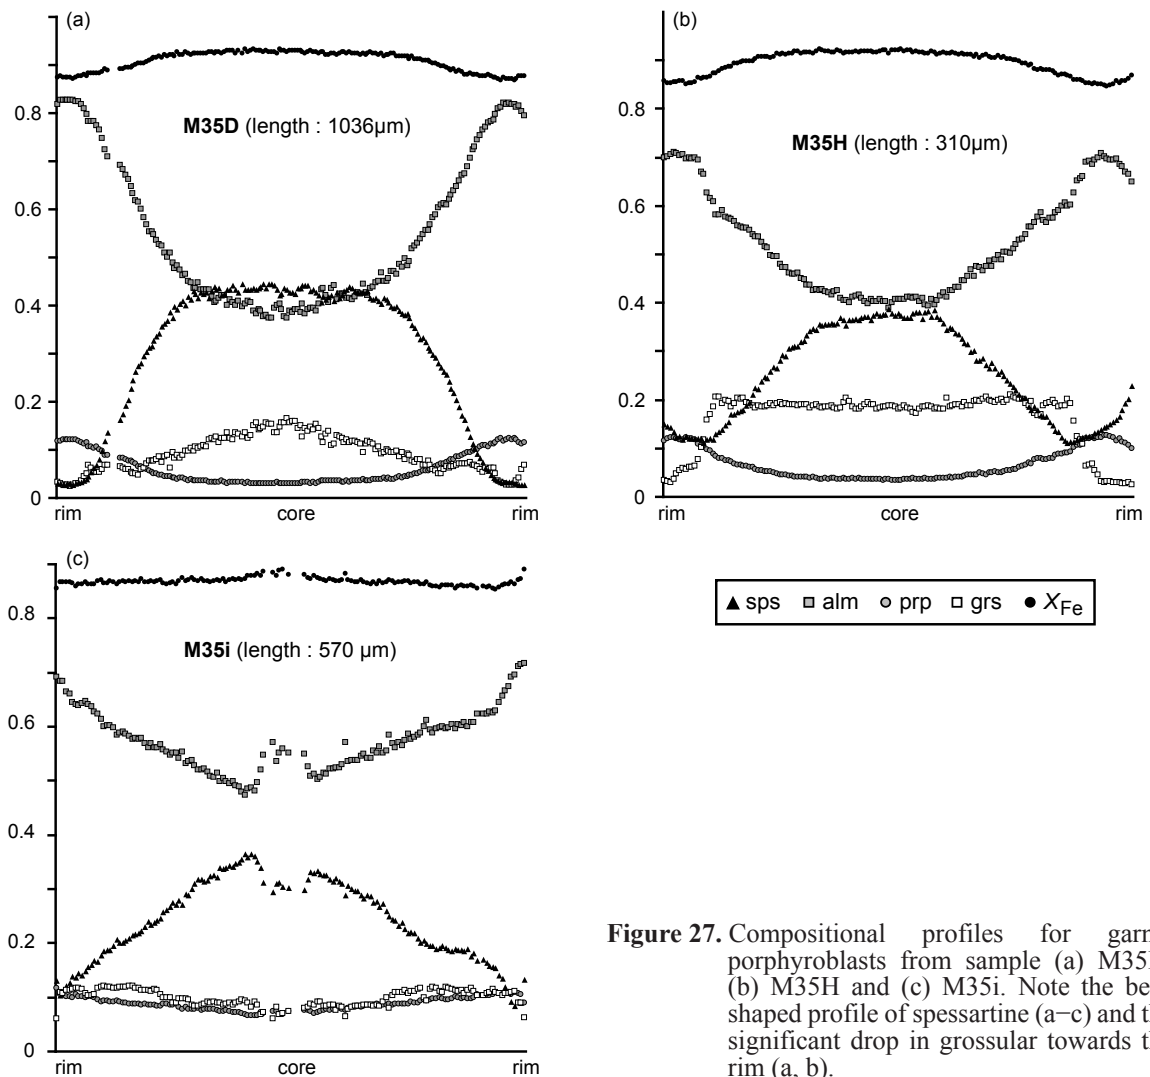 (a)
M35D (length : 1036µm)
0.8
0.6
0.4
0.2
0
rim core rim
(b)
M35H (length : 310µm)
0.8
0.6
0.4
0.2
0
rim core rim
(c)
M35i (length : 570 µm)
0.8
0.6
0.4
0.2
0
rim core rim
sps alm prp grs XFe
Figure 27. Compositional profiles for garn
porphyroblasts from sample (a) M35
(b) M35H and (c) M35i. Note the be
shaped profile of spessartine (a–c) and th
significant drop in grossular towards th
rim (a, b).